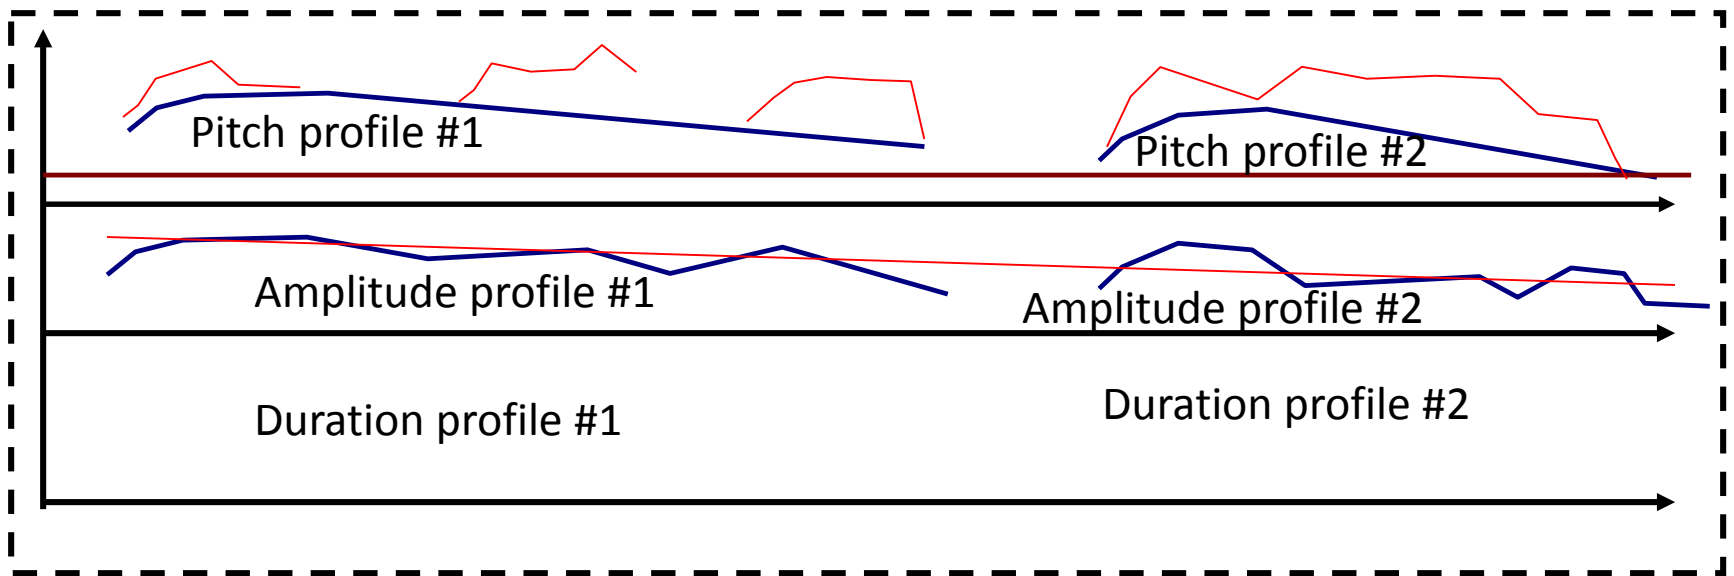 Pitch profile #1
Pitch profile #2
Amplitude profile #1
Amplitude profile #2
Duration profile #1
Duration profile #2